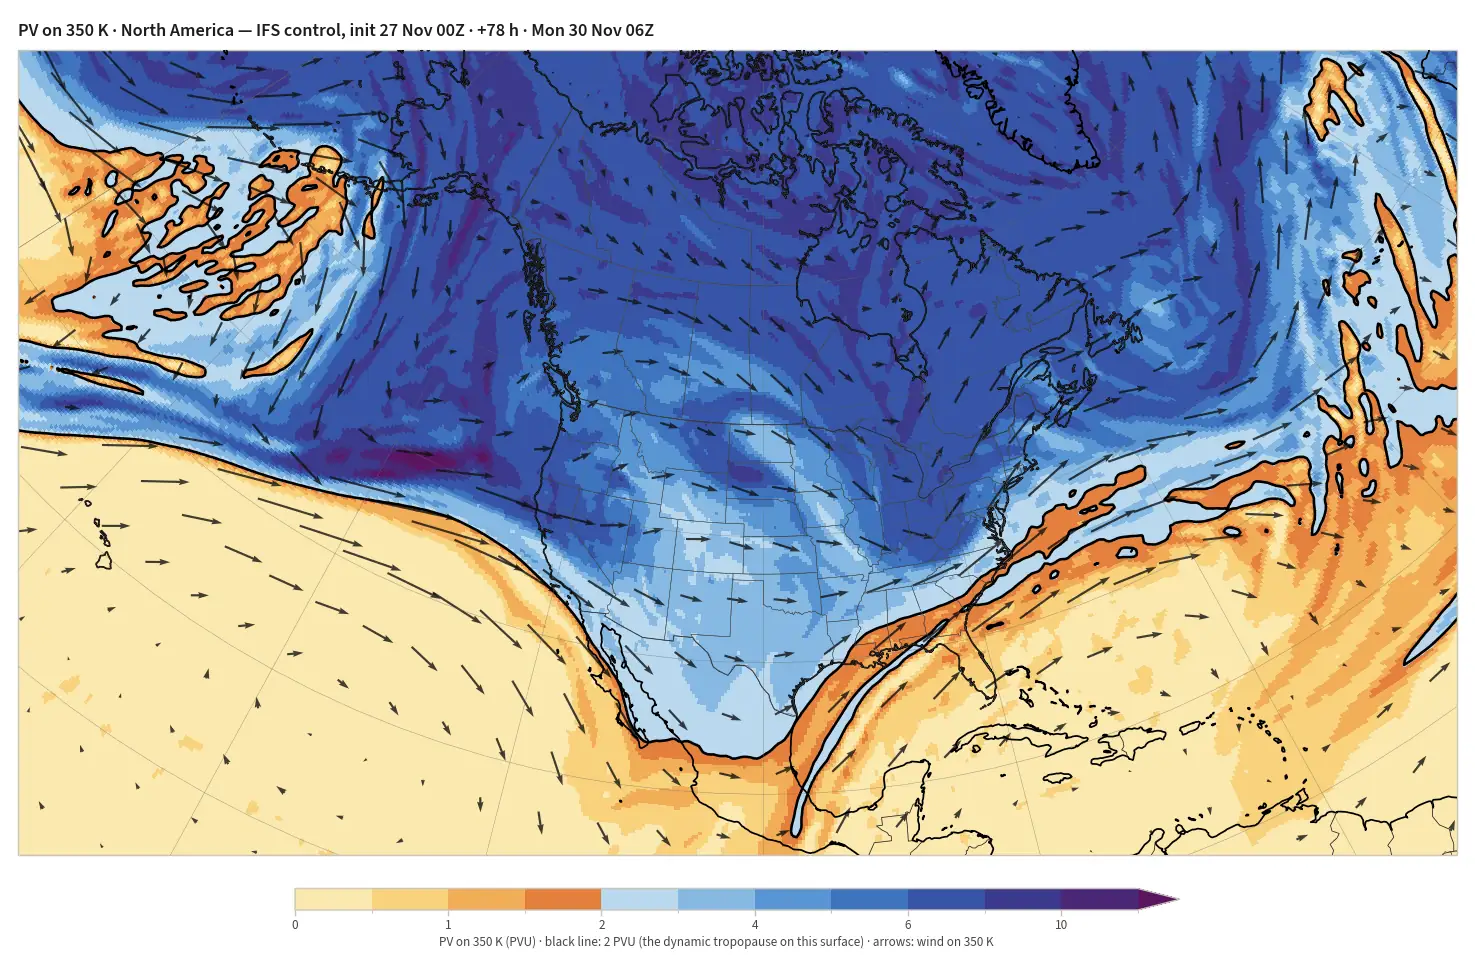 PV on 350 K · North America — IFS control, init 27 Nov 00Z · +78 h · Mon 30 Nov 06Z
0 1 2 4 6 10
PV on 350 K (PVU) · black line: 2 PVU (the dynamic tropopause on this surface) · arrows: wind on 350 K